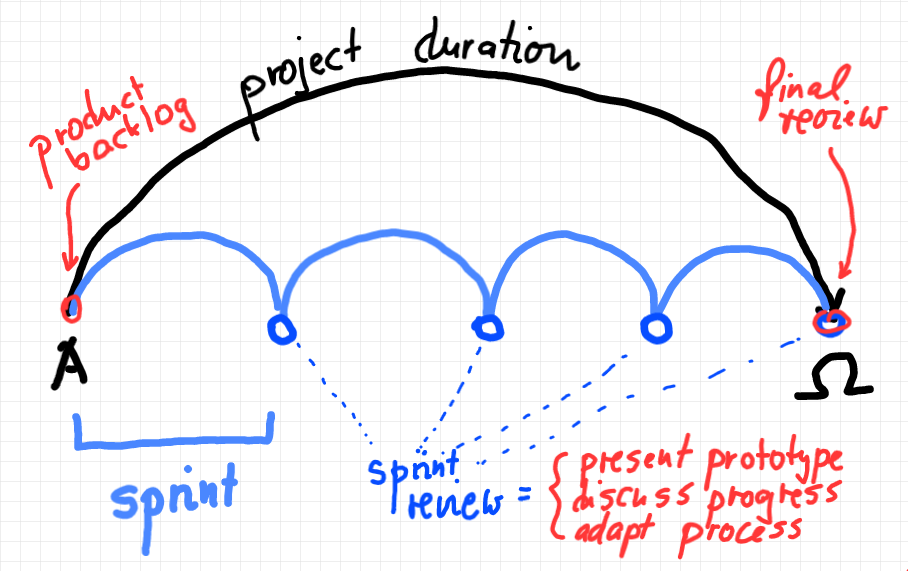 project duration
product
backlog
final
review
A
Ω
sprint
sprint
review = { present prototype
discuss progress
adapt process